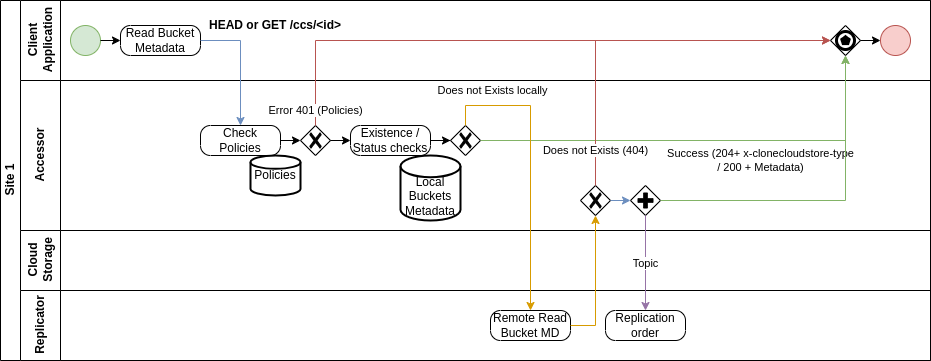 Site 1
Client
Application
Read Bucket
Metadata
HEAD or GET /ccs/<id>
Accessor
Check
Policies
Policies
Error 401 (Policies)
Existence /
Status checks
Local
Buckets
Metadata
Does not Exists locally
Does not Exists (404)
Success (204+ x-clonecloudstore-type
/ 200 + Metadata)
Cloud
Storage
Topic
Replicator
Remote Read
Bucket MD
Replication
order